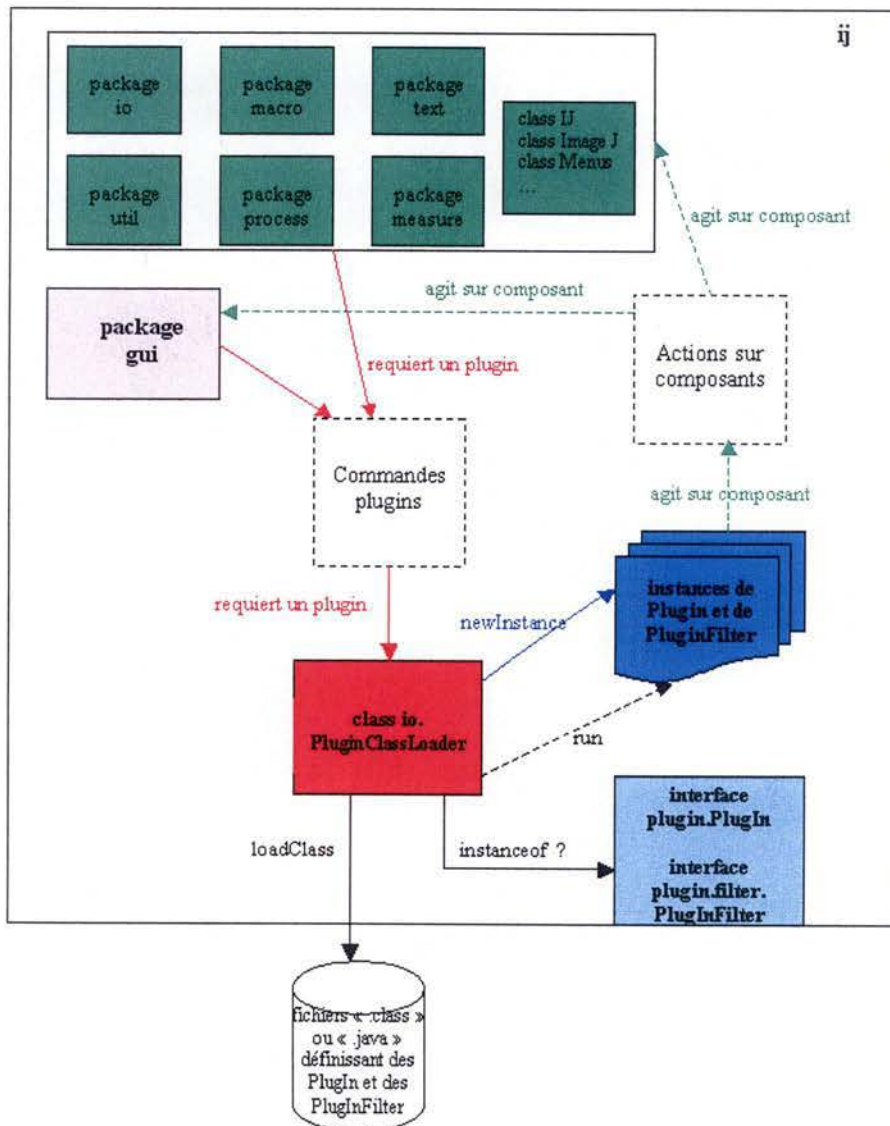 ij
package
io
package
macro
package
text
class IJ
class Image J
class Menus
...
package
util
package
process
package
measure
agit sur composant
agit sur composant
package
gui
requiert un plugin
Actions sur
composants
Commandes
plugins
agit sur composant
requiert un plugin
newInstance
instances de
Plugin et de
PluginFilter
class io.
PluginClassLoader
run
loadClass
instanceof ?
interface
plugin.PlugIn
interface
plugin.filter.
PlugInFilter
fichiers « .class »
ou « .java »
définissant des
PlugIn et des
PlugInFilter